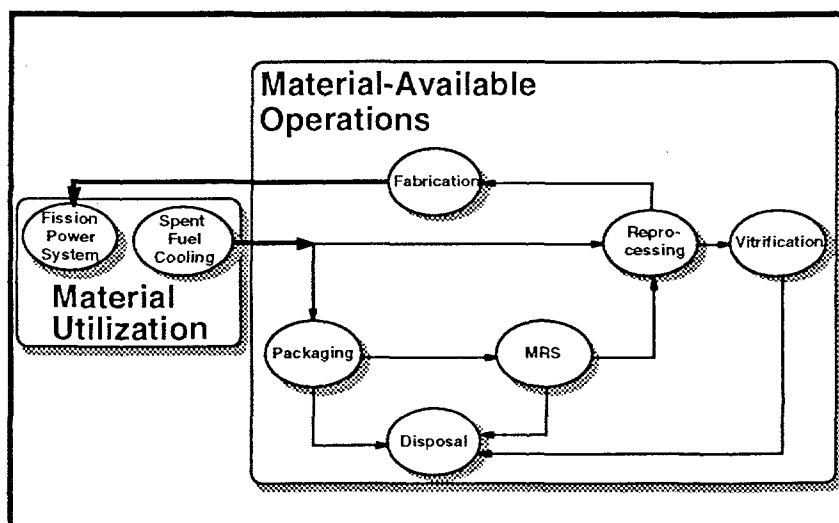 Material-Available
Operations
Fabrication
Fission
Power
System
Spent
Fuel
Cooling
Repro-
cessing
Vitrification
Material
Utilization
Packaging
MRS
Disposal